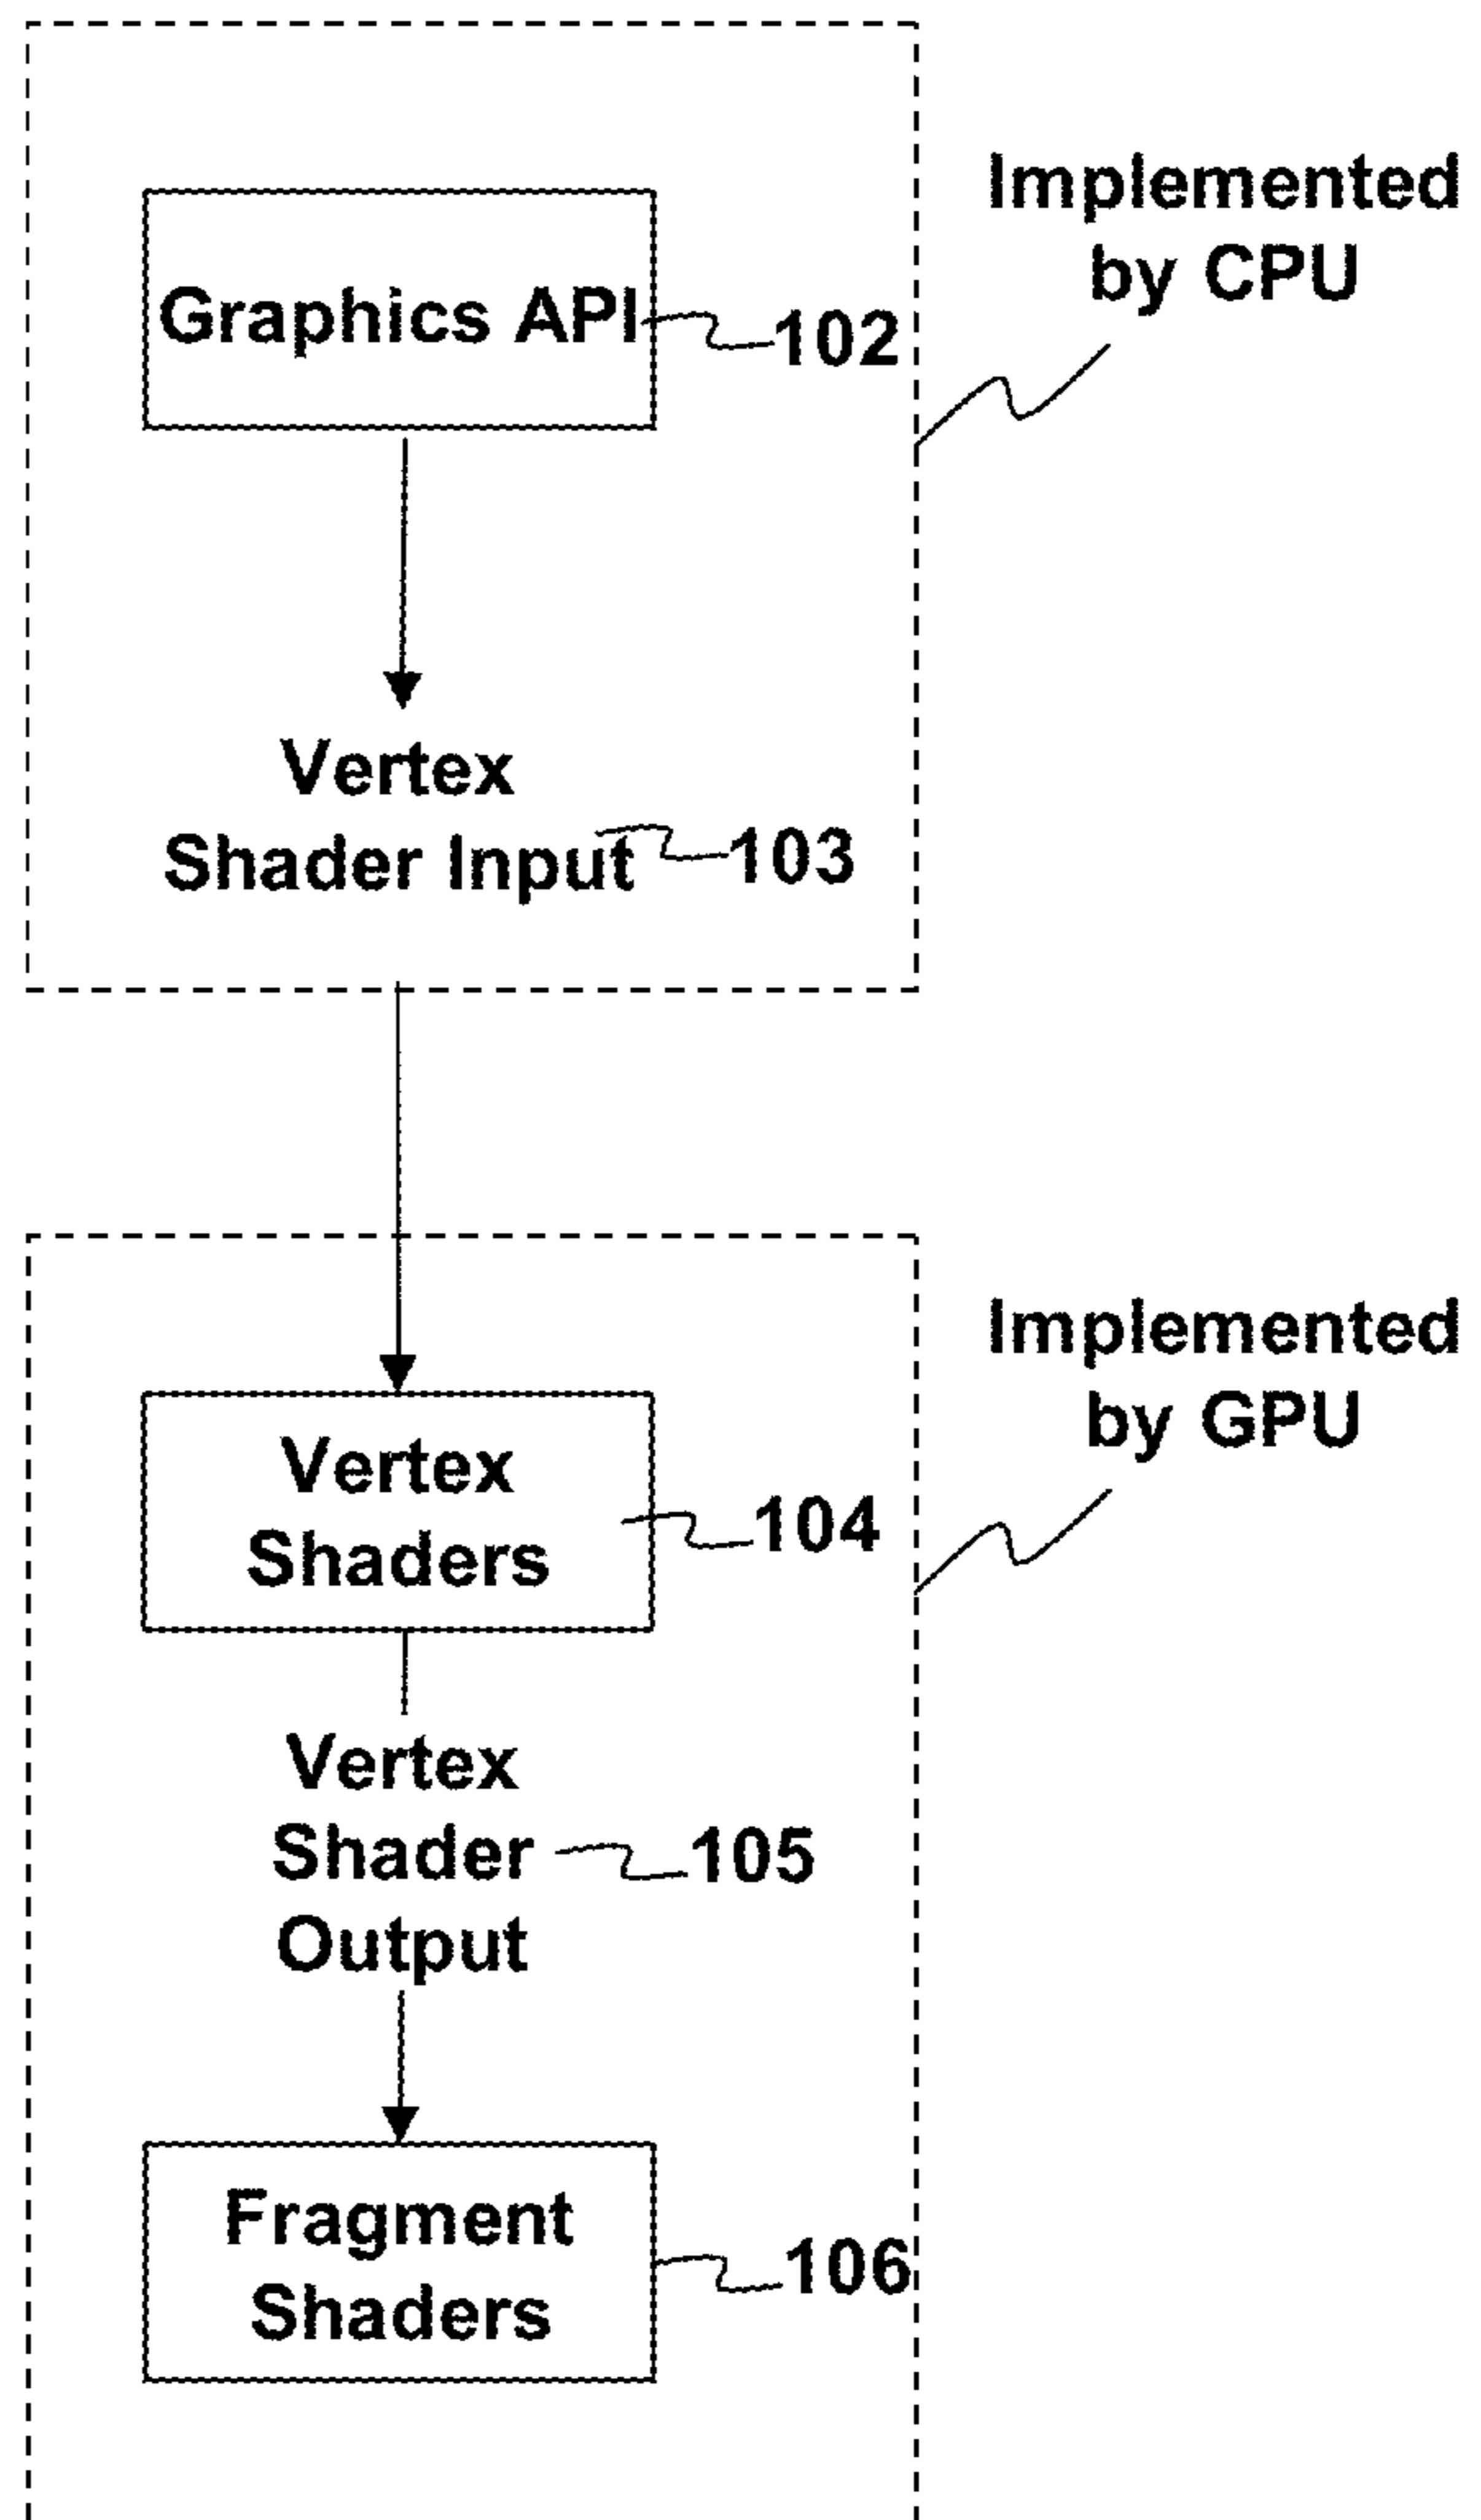 Implemented
by CPU
Graphics API
102
Vertex
Shader Input
103
Implemented
by GPU
Vertex
Shaders
104
Vertex
Shader
Output
105
Fragment
Shaders
106